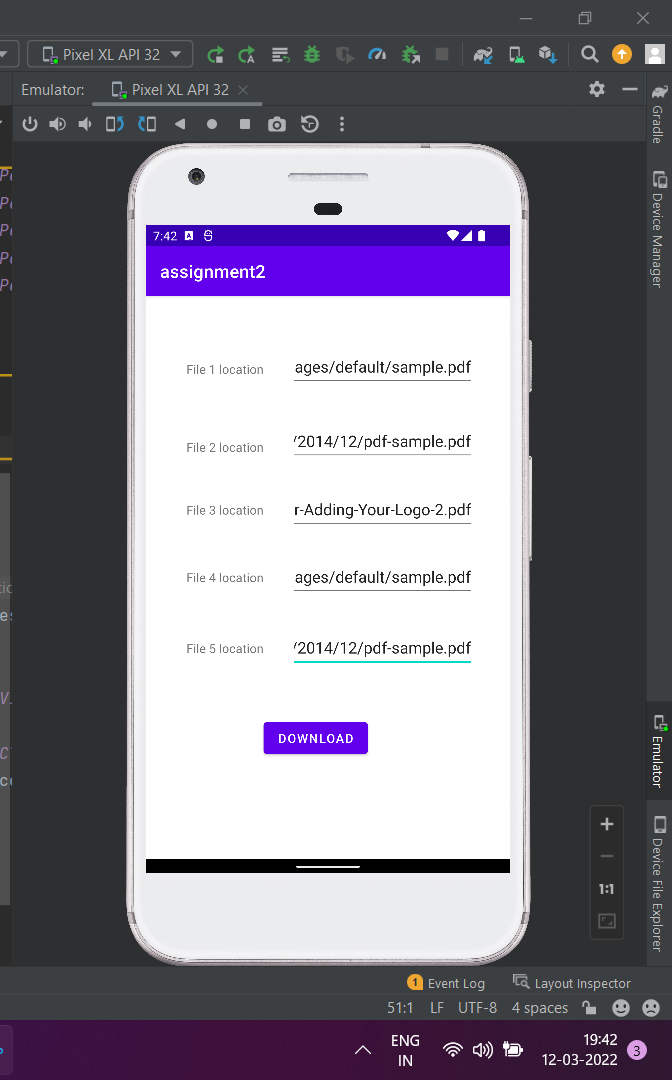 Pixel XL API 32
Emulator: Pixel XL API 32
7:42
assignment2
File 1 location ages/default/sample.pdf
File 2 location /2014/12/pdf-sample.pdf
File 3 location r-Adding-Your-Logo-2.pdf
File 4 location ages/default/sample.pdf
File 5 location /2014/12/pdf-sample.pdf
DOWNLOAD
1:1
Gradle
Device Manager
Emulator
Device File Explorer
1 Event Log Layout Inspector
51:1 LF UTF-8 4 spaces
ENG
IN
19:42
12-03-2022
3